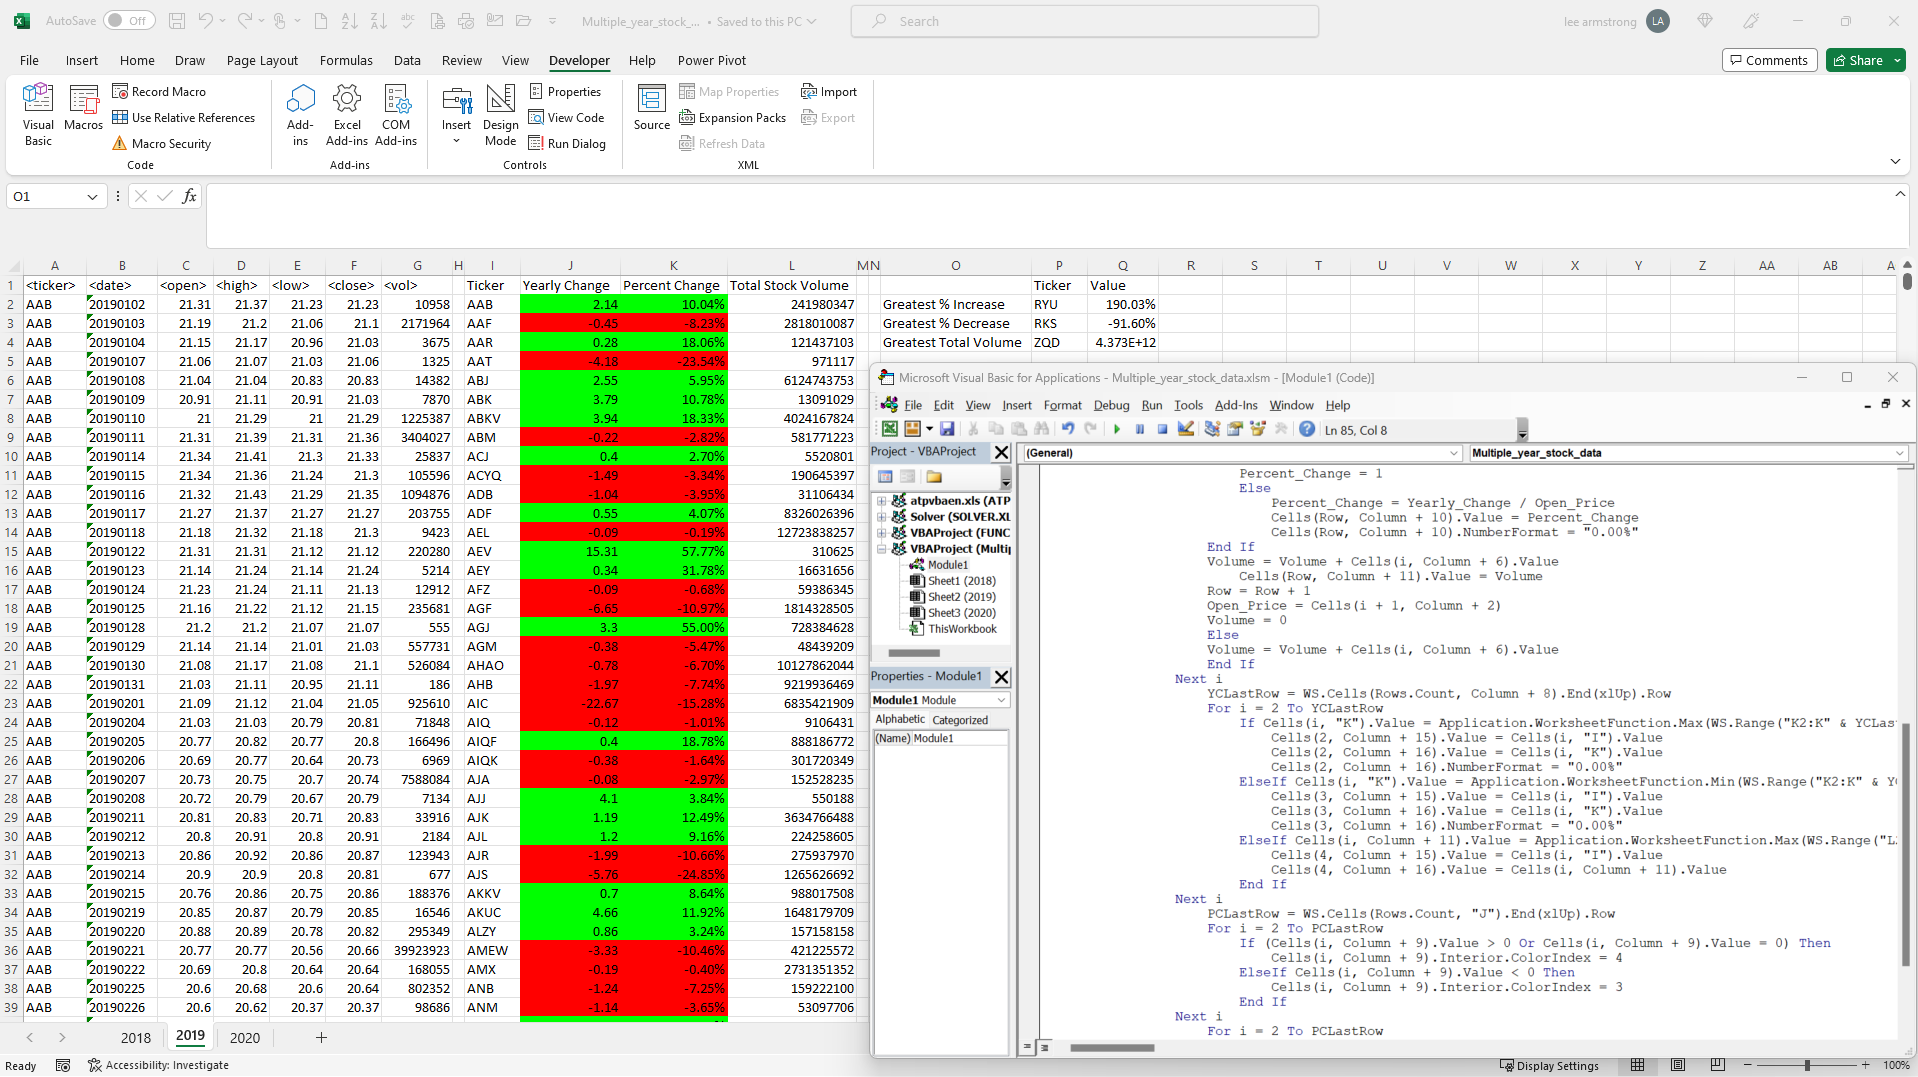 AutoSave Off Multiple_year_stock_... • Saved to this PC Search lee armstrong LA
File Insert Home Draw Page Layout Formulas Data Review View Developer Help Power Pivot Comments Share
Visual Basic Macros Record Macro Use Relative References Macro Security Code
Add-ins Excel Add-ins COM Add-ins Add-ins
Insert Design Mode Properties View Code Run Dialog Controls
Source Map Properties Expansion Packs Refresh Data Import Export XML
O1 fx
A B C D E F G H I J K L M N O P Q R S T U V W X Y Z AA AB A
1 <ticker> <date> <open> <high> <low> <close> <vol> Ticker Yearly Change Percent Change Total Stock Volume Ticker Value
2 AAB 20190102 21.31 21.37 21.23 21.23 10958 AAB 2.14 10.04% 241980347 Greatest % Increase RYU 190.03%
3 AAB 20190103 21.19 21.2 21.06 21.1 2171964 AAF -0.45 -8.23% 2818010087 Greatest % Decrease RKS -91.60%
4 AAB 20190104 21.15 21.17 20.96 21.03 3675 AAR 0.28 18.06% 121437103 Greatest Total Volume ZQD 4.373E+12
5 AAB 20190107 21.06 21.07 21.03 21.06 1325 AAT -4.18 -23.54% 971117
6 AAB 20190108 21.04 21.04 20.83 20.83 14382 ABJ 2.55 5.95% 6124743753
7 AAB 20190109 20.91 21.11 20.91 21.03 7870 ABK 3.79 10.78% 13091029
8 AAB 20190110 21 21.29 21 21.29 1225387 ABKV 3.94 18.33% 4024167824
9 AAB 20190111 21.31 21.39 21.31 21.36 3404027 ABM -0.22 -2.82% 581771223
10 AAB 20190114 21.34 21.41 21.3 21.33 25837 ACJ 0.4 2.70% 5520801
11 AAB 20190115 21.34 21.36 21.24 21.3 105596 ACYQ -1.49 -3.34% 190645397
12 AAB 20190116 21.32 21.43 21.29 21.35 1094876 ADB -1.04 -3.95% 31106434
13 AAB 20190117 21.27 21.37 21.27 21.27 203755 ADF 0.55 4.07% 8326026396
14 AAB 20190118 21.18 21.32 21.18 21.3 9423 AEL -0.09 -0.19% 12723838257
15 AAB 20190122 21.31 21.31 21.12 21.12 220280 AEV 15.31 57.77% 310625
16 AAB 20190123 21.14 21.24 21.14 21.24 5214 AEY 0.34 31.78% 16631656
17 AAB 20190124 21.23 21.24 21.11 21.13 12912 AFZ -0.09 -0.68% 59386345
18 AAB 20190125 21.16 21.22 21.12 21.15 235681 AGF -6.65 -10.97% 1814328505
19 AAB 20190128 21.2 21.2 21.07 21.07 555 AGJ 3.3 55.00% 728384628
20 AAB 20190129 21.14 21.14 21.01 21.03 557731 AGM -0.38 -5.47% 48439209
21 AAB 20190130 21.08 21.17 21.08 21.1 526084 AHAO -0.78 -6.70% 10127862044
22 AAB 20190131 21.03 21.11 20.95 21.11 186 AHB -1.97 -7.74% 9219936469
23 AAB 20190201 21.09 21.12 21.04 21.05 925610 AIC -22.67 -15.28% 6835421909
24 AAB 20190204 21.03 21.03 20.79 20.81 71848 AIQ -0.12 -1.01% 9106431
25 AAB 20190205 20.77 20.82 20.77 20.8 166496 AIQF 0.4 18.78% 888186772
26 AAB 20190206 20.69 20.77 20.64 20.73 6969 AIQK -0.38 -1.64% 301720349
27 AAB 20190207 20.73 20.75 20.7 20.74 7588084 AJA -0.08 -2.97% 152528235
28 AAB 20190208 20.72 20.79 20.67 20.79 7134 AJJ 4.1 3.84% 550188
29 AAB 20190211 20.81 20.83 20.71 20.83 33916 AJK 1.19 12.49% 3634766488
30 AAB 20190212 20.8 20.91 20.8 20.91 2184 AJL 1.2 9.16% 224258605
31 AAB 20190213 20.86 20.92 20.86 20.87 123943 AJR -1.99 -10.66% 275937970
32 AAB 20190214 20.9 20.9 20.8 20.81 677 AJS -5.76 -24.85% 1265626692
33 AAB 20190215 20.76 20.86 20.75 20.86 188376 AKKV 0.7 8.64% 988017508
34 AAB 20190219 20.85 20.87 20.79 20.85 16546 AKUC 4.66 11.92% 1648179709
35 AAB 20190220 20.88 20.89 20.78 20.82 295349 ALZY 0.86 3.24% 157158158
36 AAB 20190221 20.77 20.77 20.56 20.66 39923923 AMEW -3.33 -10.46% 421225572
37 AAB 20190222 20.69 20.8 20.64 20.64 168055 AMX -0.19 -0.40% 2731351352
38 AAB 20190225 20.6 20.68 20.6 20.64 802352 ANB -1.24 -7.25% 159222100
39 AAB 20190226 20.6 20.62 20.37 20.37 98686 ANM -1.14 -3.65% 53097706
2018 2019 2020
Ready Accessibility: Investigate Display Settings 100%
Microsoft Visual Basic for Applications - Multiple_year_stock_data.xlsm - [Module1 (Code)]
File Edit View Insert Format Debug Run Tools Add-Ins Window Help
Ln 85, Col 8
Project - VBAProject
atpvbaen.xls (ATP
Solver (SOLVER.XL
VBAProject (FUNC
VBAProject (Multip
Module1
Sheet1 (2018)
Sheet2 (2019)
Sheet3 (2020)
ThisWorkbook
Properties - Module1
Module1 Module
Alphabetic Categorized
(Name) Module1
(General) Multiple_year_stock_data
Percent_Change = 1
Else
Percent_Change = Yearly_Change / Open_Price
Cells(Row, Column + 10).Value = Percent_Change
Cells(Row, Column + 10).NumberFormat = "0.00%"
End If
Volume = Volume + Cells(i, Column + 6).Value
Cells(Row, Column + 11).Value = Volume
Row = Row + 1
Open_Price = Cells(i + 1, Column + 2)
Volume = 0
Else
Volume = Volume + Cells(i, Column + 6).Value
End If
Next i
YCLastRow = WS.Cells(Rows.Count, Column + 8).End(xlUp).Row
For i = 2 To YCLastRow
If Cells(i, "K").Value = Application.WorksheetFunction.Max(WS.Range("K2:K" & YCLas
Cells(2, Column + 15).Value = Cells(i, "I").Value
Cells(2, Column + 16).Value = Cells(i, "K").Value
Cells(2, Column + 16).NumberFormat = "0.00%"
ElseIf Cells(i, "K").Value = Application.WorksheetFunction.Min(WS.Range("K2:K" & YC
Cells(3, Column + 15).Value = Cells(i, "I").Value
Cells(3, Column + 16).Value = Cells(i, "K").Value
Cells(3, Column + 16).NumberFormat = "0.00%"
ElseIf Cells(i, Column + 11).Value = Application.WorksheetFunction.Max(WS.Range("L2
Cells(4, Column + 15).Value = Cells(i, "I").Value
Cells(4, Column + 16).Value = Cells(i, Column + 11).Value
End If
Next i
PCLastRow = WS.Cells(Rows.Count, "J").End(xlUp).Row
For i = 2 To PCLastRow
If (Cells(i, Column + 9).Value > 0 Or Cells(i, Column + 9).Value = 0) Then
Cells(i, Column + 9).Interior.ColorIndex = 4
ElseIf Cells(i, Column + 9).Value < 0 Then
Cells(i, Column + 9).Interior.ColorIndex = 3
End If
Next i
For i = 2 To PCLastRow